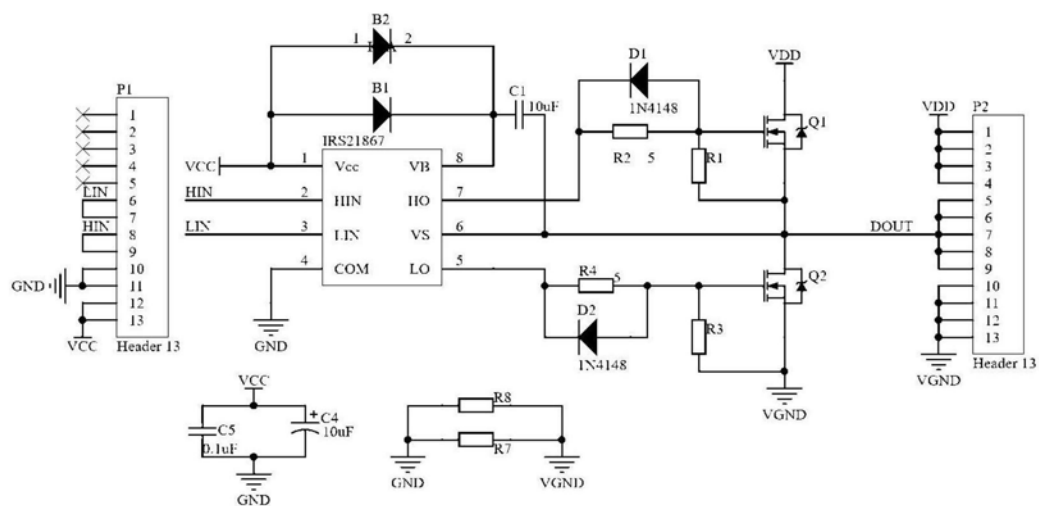 B2
1 2
B1
C1
10uF
D1
1N4148
R2 5
R1
VDD
Q1
P1
1
2
3
4
5
LIN 6
7
HIN 8
9
10
GND 11
12
13
VCC
Header 13
IRS21867
VCC 1 Vcc VB 8
HIN 2 HIN HO 7
LIN 3 LIN VS 6
4 COM LO 5
GND
R4 5
D2
1N4148
R3
Q2
VGND
DOUT
VDD P2
1
2
3
4
5
6
7
8
9
10
11
12
13
Header 13
VGND
VCC
C5
0.1uF
C4
10uF
+
GND
R8
R7
GND VGND